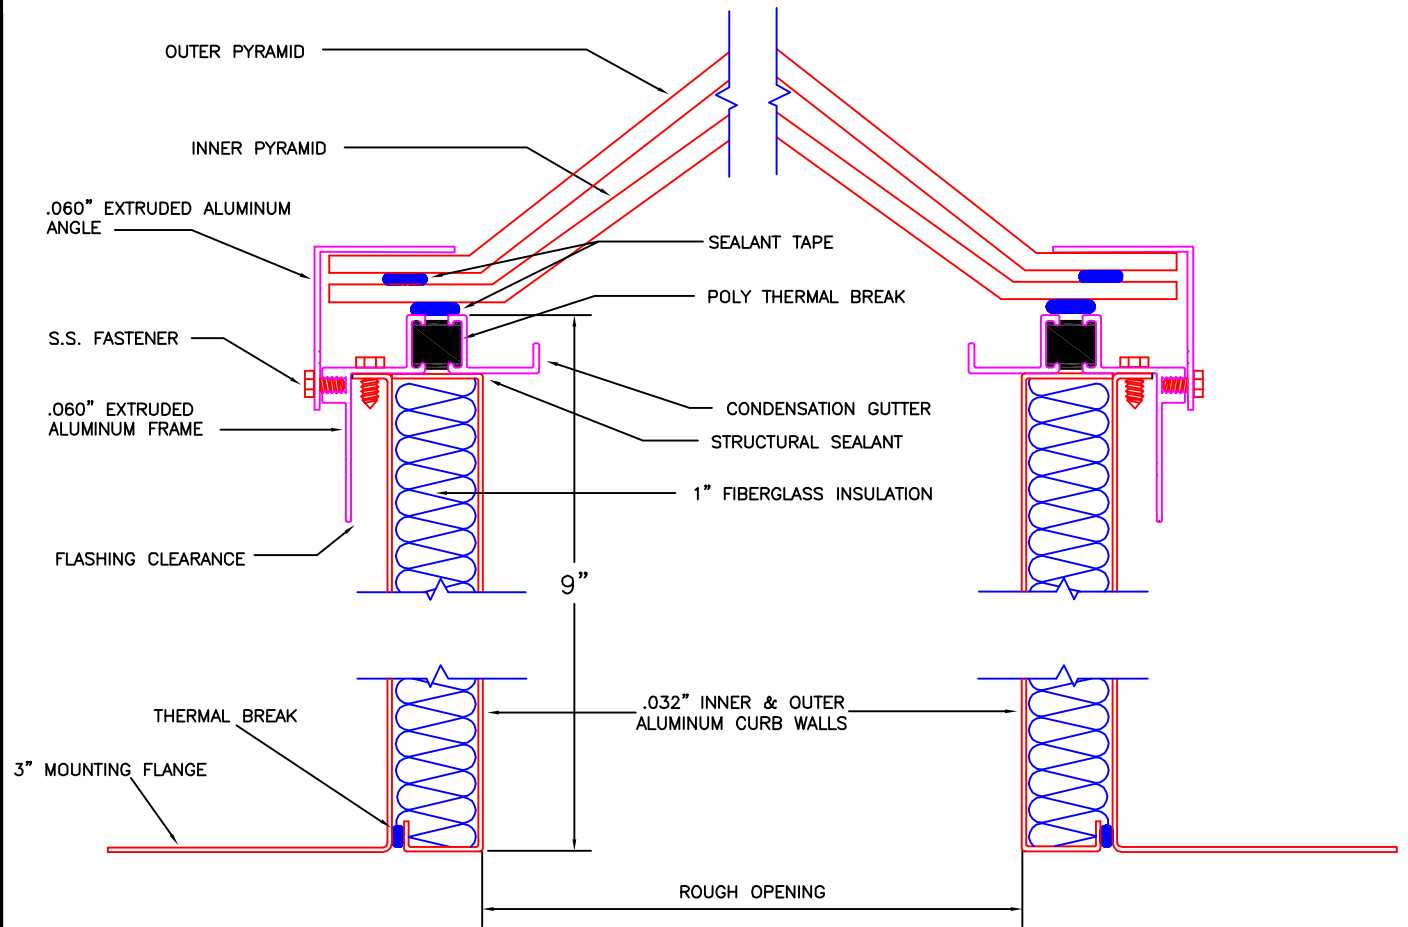 OUTER PYRAMID
INNER PYRAMID
.060" EXTRUDED ALUMINUM
ANGLE
SEALANT TAPE
POLY THERMAL BREAK
S.S. FASTENER
.060" EXTRUDED
ALUMINUM FRAME
CONDENSATION GUTTER
STRUCTURAL SEALANT
1" FIBERGLASS INSULATION
FLASHING CLEARANCE
9"
.032" INNER & OUTER
ALUMINUM CURB WALLS
THERMAL BREAK
3" MOUNTING FLANGE
ROUGH OPENING